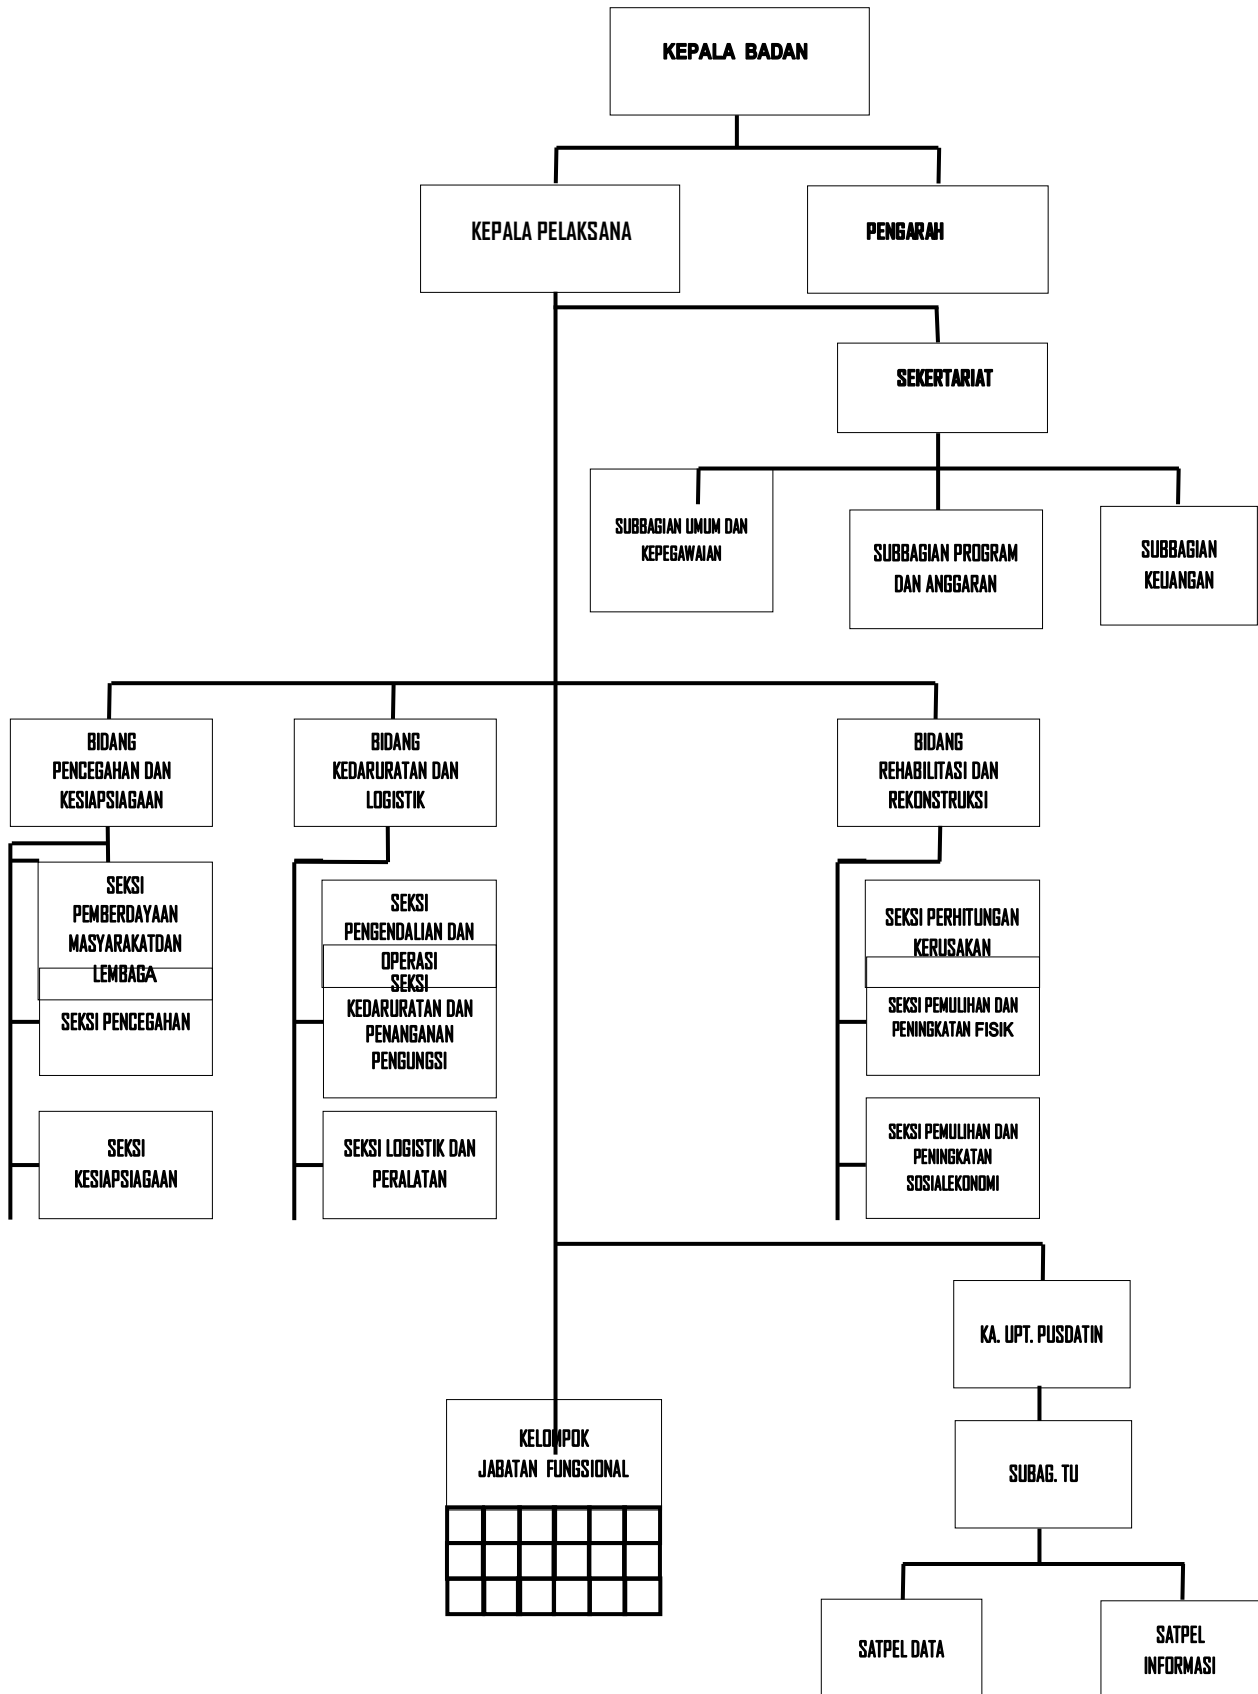 KEPALA BADAN
KEPALA PELAKSANA
PENGARAH
SEKERTARIAT
SUBBAGIAN UMUM DAN
KEPEGAWAIAN
SUBBAGIAN PROGRAM
DAN ANGGARAN
SUBBAGIAN
KEUANGAN
BIDANG
PENCEGAHAN DAN
KESIAPSIAGAAN
BIDANG
KEDARURATAN DAN
LOGISTIK
BIDANG
REHABILITASI DAN
REKONSTRUKSI
SEKSI
PEMBERDAYAAN
MASYARAKATDAN
LEMBAGA
SEKSI PENCEGAHAN
SEKSI
KESIAPSIAGAAN
SEKSI
PENGENDALIAN DAN
OPERASI
SEKSI
KEDARURATAN DAN
PENANGANAN
PENGUNGSI
SEKSI LOGISTIK DAN
PERALATAN
SEKSI PERHITUNGAN
KERUSAKAN
SEKSI PEMULIHAN DAN
PENINGKATAN FISIK
SEKSI PEMULIHAN DAN
PENINGKATAN
SOSIALEKONOMI
KA. UPT. PUSDATIN
KELOMPOK
JABATAN FUNGSIONAL
SUBAG. TU
SATPEL DATA
SATPEL
INFORMASI